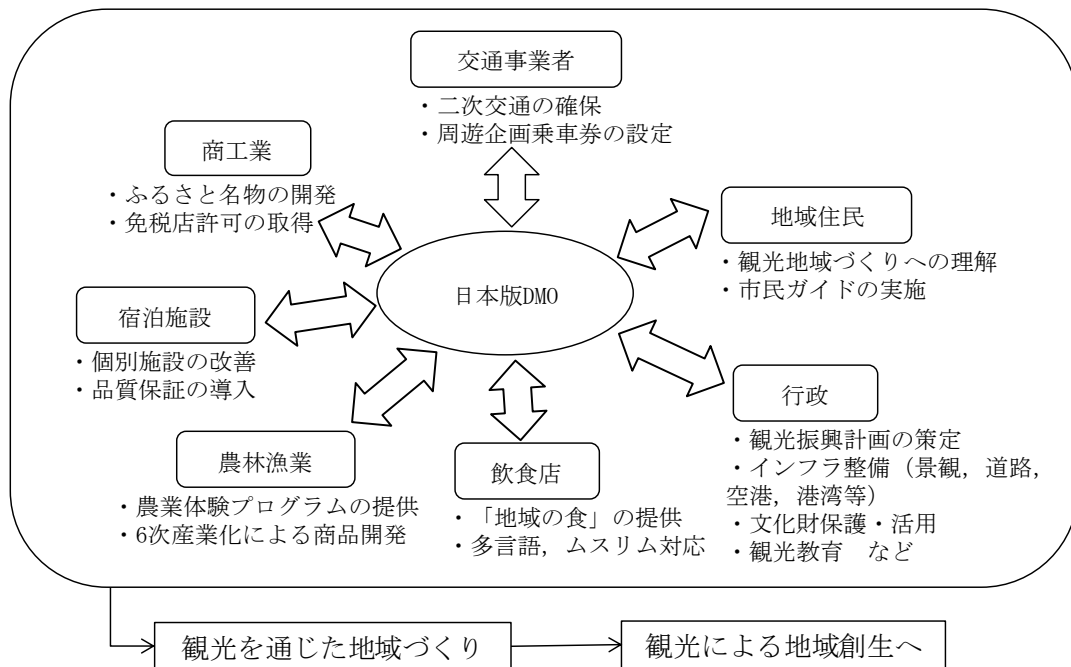 交通事業者
・二次交通の確保
・周遊企画乗車券の設定
商工業
・ふるさと名物の開発
・免税店許可の取得
地域住民
・観光地域づくりへの理解
・市民ガイドの実施
日本版DMO
宿泊施設
・個別施設の改善
・品質保証の導入
行政
・観光振興計画の策定
・インフラ整備（景観，道路，
空港，港湾等）
・文化財保護・活用
・観光教育　など
農林漁業
・農業体験プログラムの提供
・6次産業化による商品開発
飲食店
・「地域の食」の提供
・多言語，ムスリム対応
観光を通じた地域づくり
観光による地域創生へ